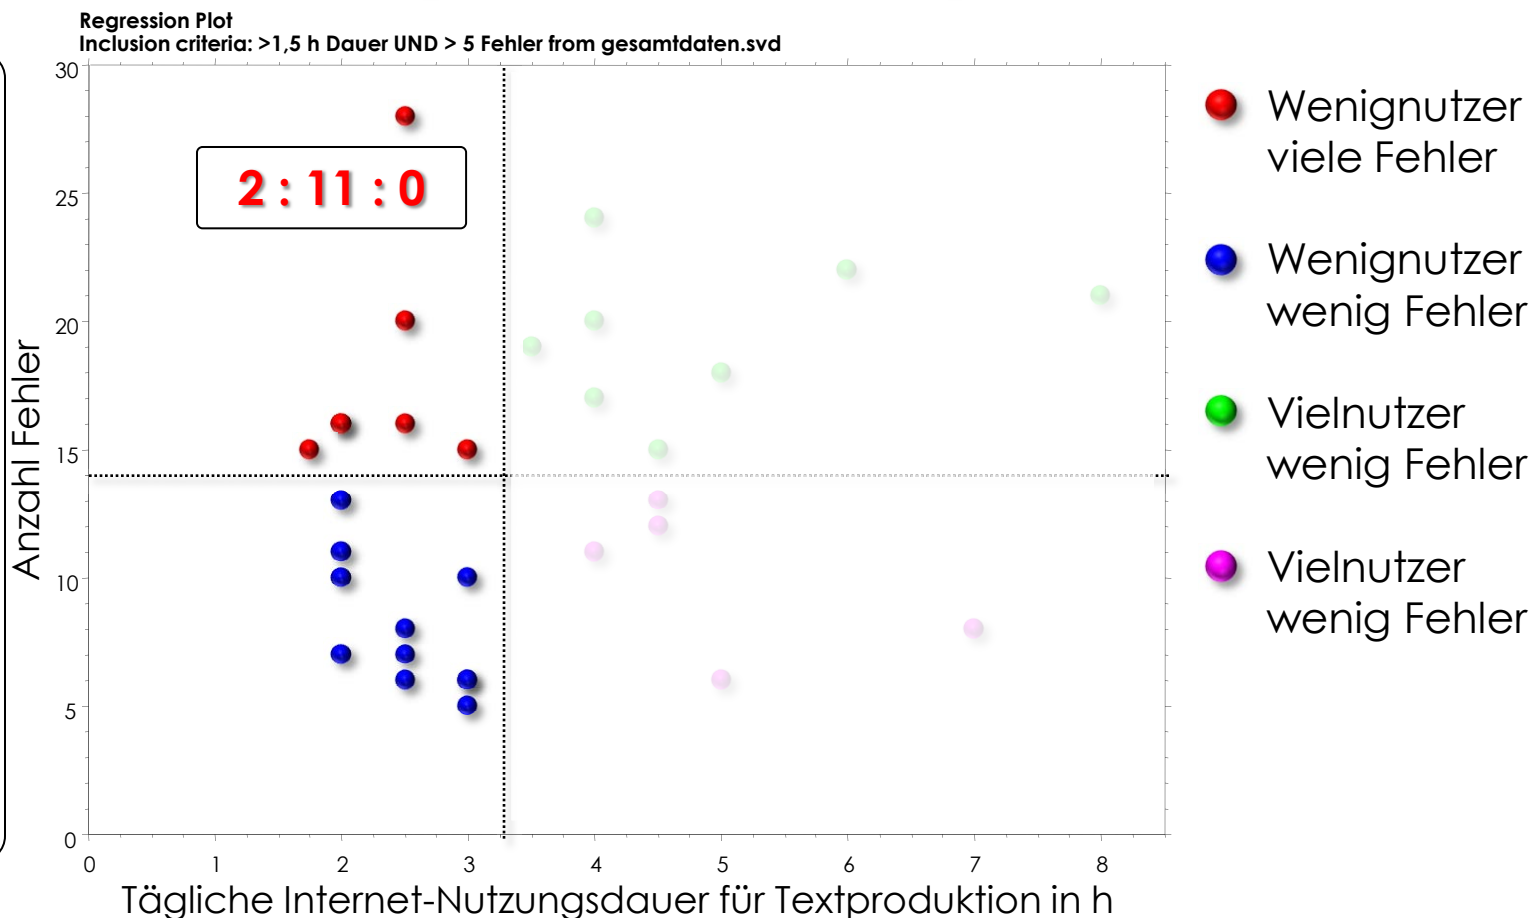 Regression Plot
Inclusion criteria: >1,5 h Dauer UND > 5 Fehler from gesamtdaten.svd
30
25
20
15
10
5
0
Anzahl Fehler
2 : 11 : 0
0 1 2 3 4 5 6 7 8
Tägliche Internet-Nutzungsdauer für Textproduktion in h
Wenignutzer
viele Fehler
Wenignutzer
wenig Fehler
Vielnutzer
wenig Fehler
Vielnutzer
wenig Fehler